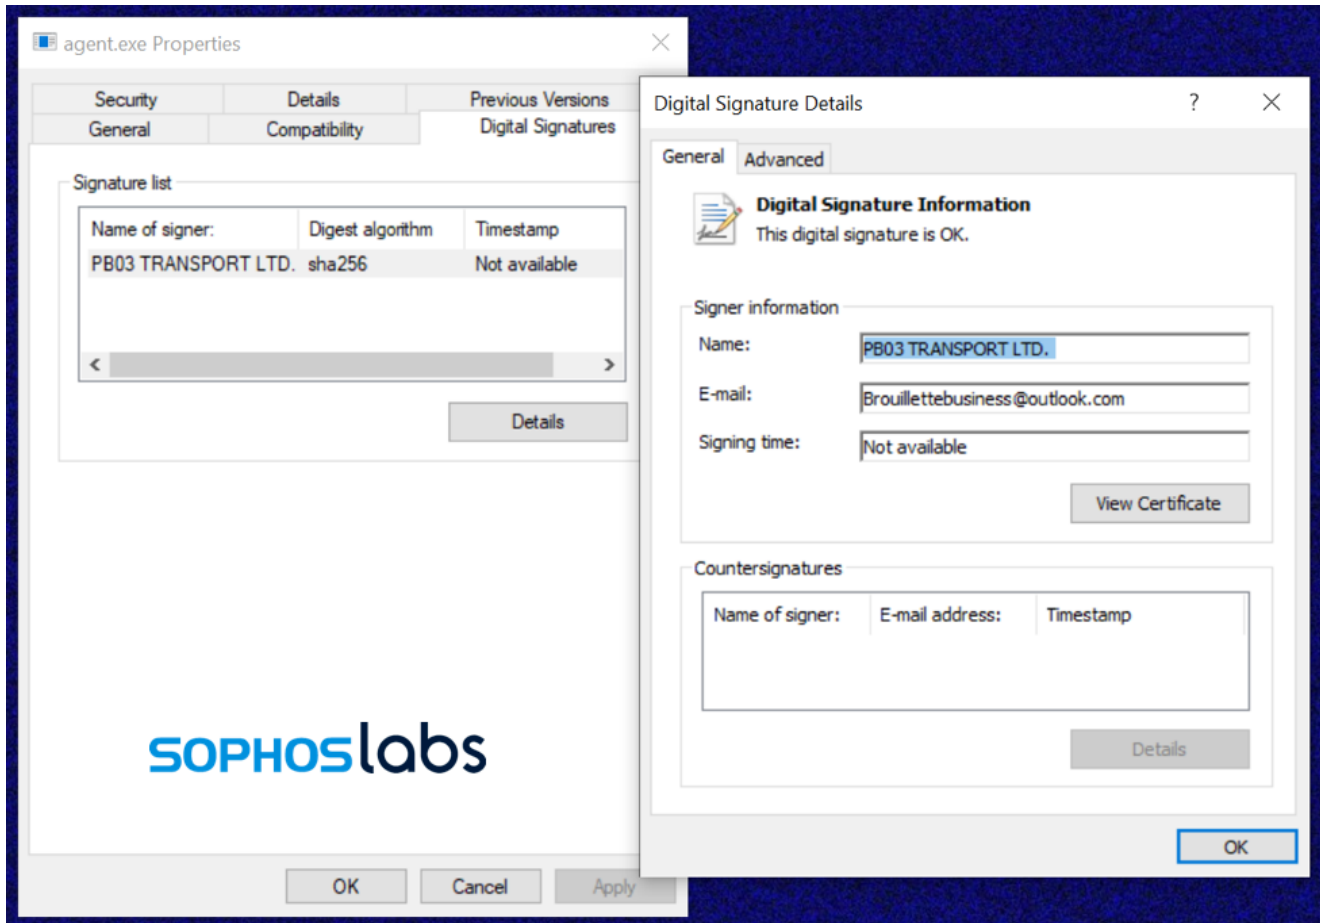 agent.exe Properties
Security Details Previous Versions
General Compatibility Digital Signatures
Signature list
Name of signer: Digest algorithm Timestamp
PB03 TRANSPORT LTD. sha256 Not available
Details
SOPHOSlabs
OK Cancel Apply
Digital Signature Details
General Advanced
Digital Signature Information
This digital signature is OK.
Signer information
Name: PB03 TRANSPORT LTD.
E-mail: Brouillettebusiness@outlook.com
Signing time: Not available
View Certificate
Countersignatures
Name of signer: E-mail address: Timestamp
Details
OK